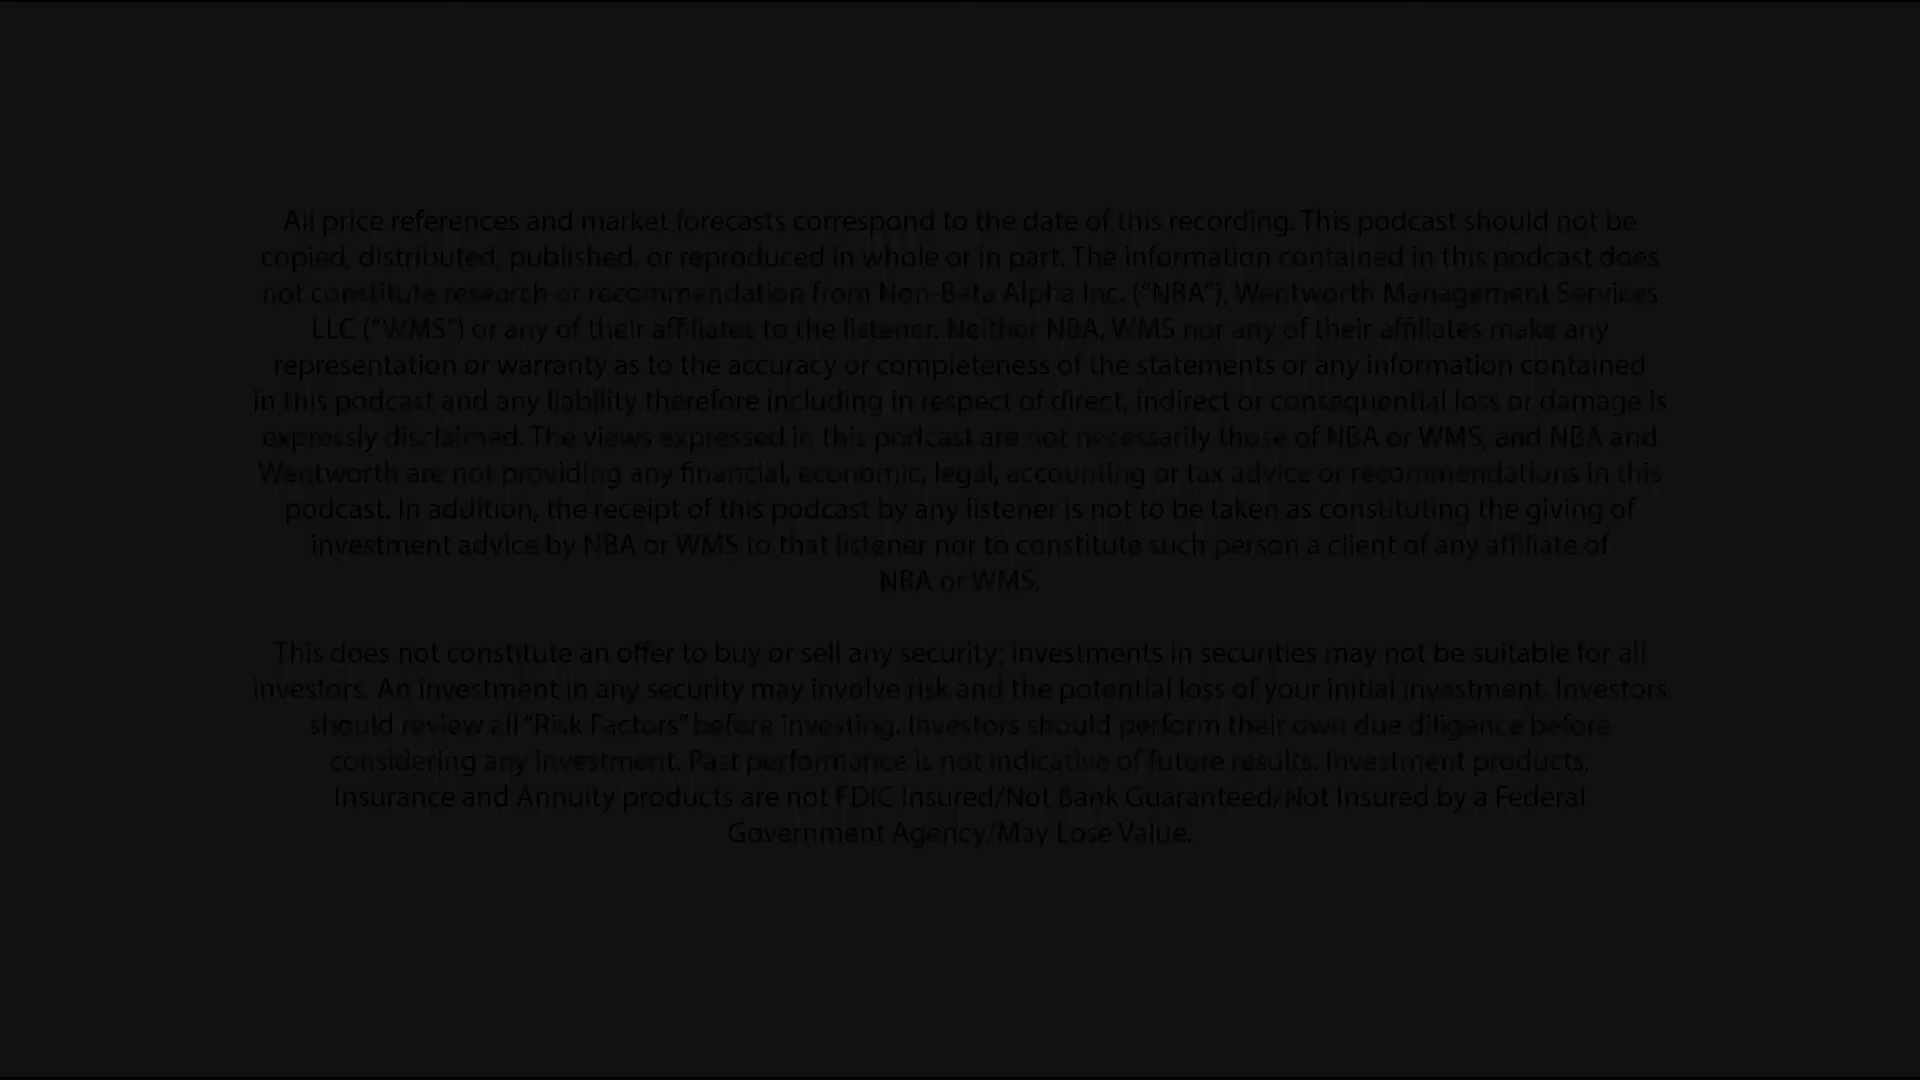 All price references and market forecasts correspond to the date of this recording. This podcast should not be
copied, distributed, published, or reproduced in whole or in part. The information contained in this podcast does
not constitute research or recommendation from Non-Beta Alpha Inc. (“NBA”), Wentworth Management Services
LLC (“WMS”) or any of their affiliates to the listener. Neither NBA, WMS nor any of their affiliates make any
representation or warranty as to the accuracy or completeness of the statements or any information contained
in this podcast and any liability therefore including in respect of direct, indirect or consequential loss or damage is
expressly disclaimed. The views expressed in this podcast are not necessarily those of NBA or WMS, and NBA and
Wentworth are not providing any financial, economic, legal, accounting or tax advice or recommendations in this
podcast. In addition, the receipt of this podcast by any listener is not to be taken as constituting the giving of
investment advice by NBA or WMS to that listener nor to constitute such person a client of any affiliate of
NBA or WMS.
This does not constitute an offer to buy or sell any security; investments in securities may not be suitable for all
investors. An investment in any security may involve risk and the potential loss of your initial investment. Investors
should review all “Risk Factors” before investing. Investors should perform their own due diligence before
considering any investment. Past performance is not indicative of future results. Investment products,
Insurance and Annuity products are not FDIC Insured/Not Bank Guaranteed/Not Insured by a Federal
Government Agency/May Lose Value.